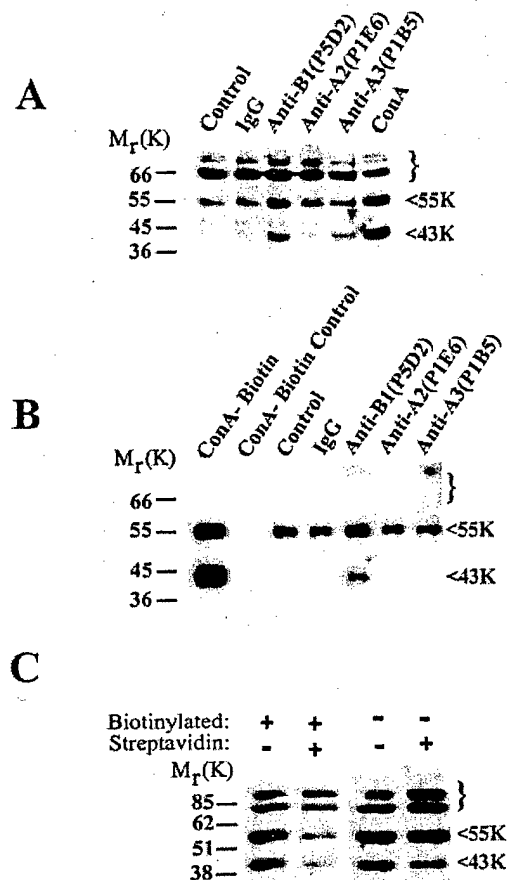 A
Control
IgG
Anti-B1(P5D2)
Anti-A2(P1E6)
Anti-A3(P1B5)
ConA
Mr(K)
66
55
45
36
}
<55K
<43K
B
ConA- Biotin
ConA- Biotin Control
Control
IgG
Anti-B1(P5D2)
Anti-A2(P1E6)
Anti-A3(P1B5)
Mr(K)
66
55
45
36
}
<55K
<43K
C
Biotinylated: + + - -
Streptavidin: - + - +
Mr(K)
85
62
51
38
}
<55K
<43K